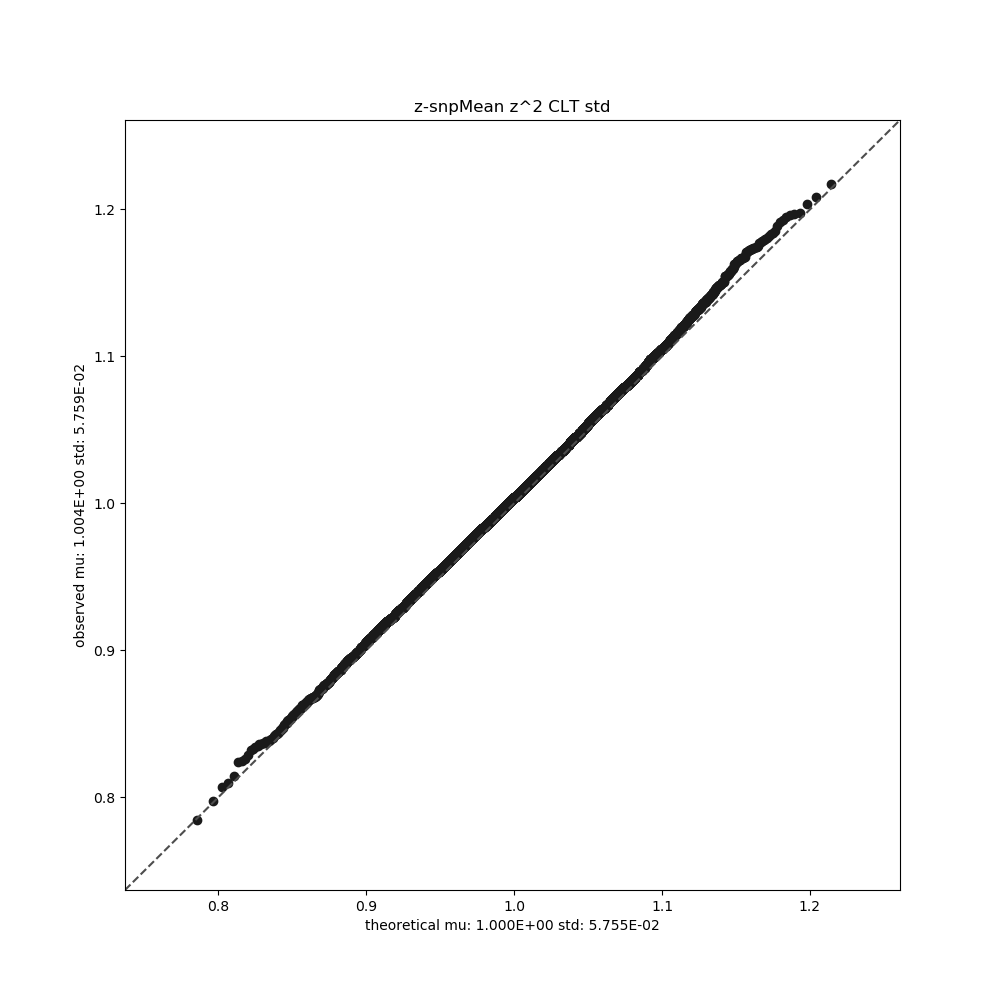 z-snpMean z^2 CLT std
observed mu: 1.004E+00 std: 5.759E-02
1.2
1.1
1.0
0.9
0.8
0.8 0.9 1.0 1.1 1.2
theoretical mu: 1.000E+00 std: 5.755E-02